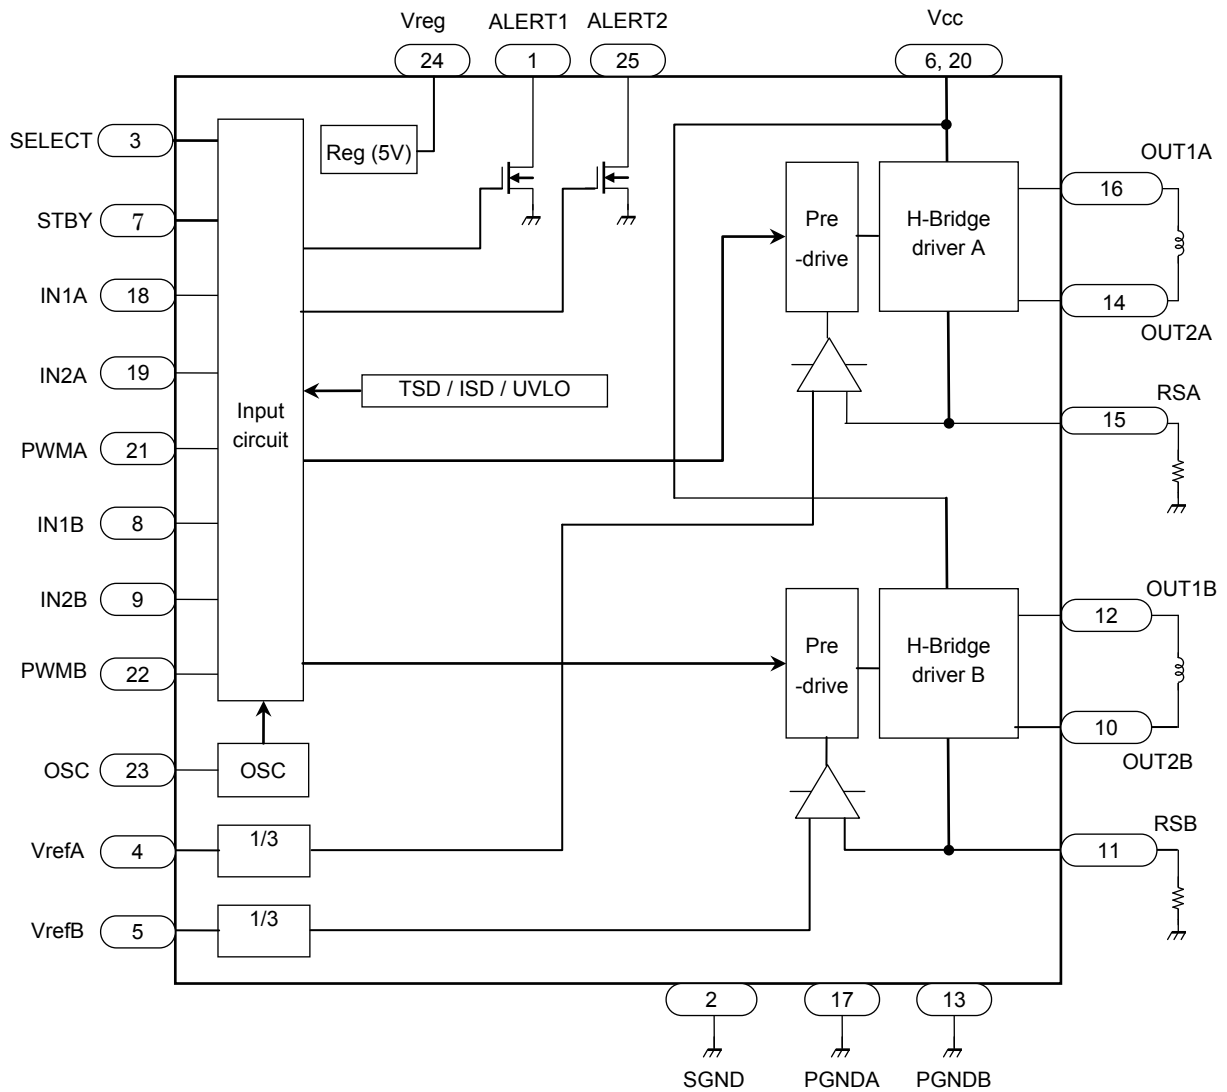 Vreg
ALERT1
ALERT2
Vcc
24
1
25
6, 20
SELECT
3
Reg (5V)
OUT1A
16
STBY
7
Pre
-drive
H-Bridge
driver A
IN1A
18
14
OUT2A
IN2A
19
TSD / ISD / UVLO
RSA
15
Input
circuit
PWMA
21
IN1B
8
IN2B
9
OUT1B
12
PWMB
22
Pre
-drive
H-Bridge
driver B
10
OUT2B
OSC
23
OSC
VrefA
4
1/3
RSB
11
VrefB
5
1/3
2
17
13
SGND
PGNDA
PGNDB